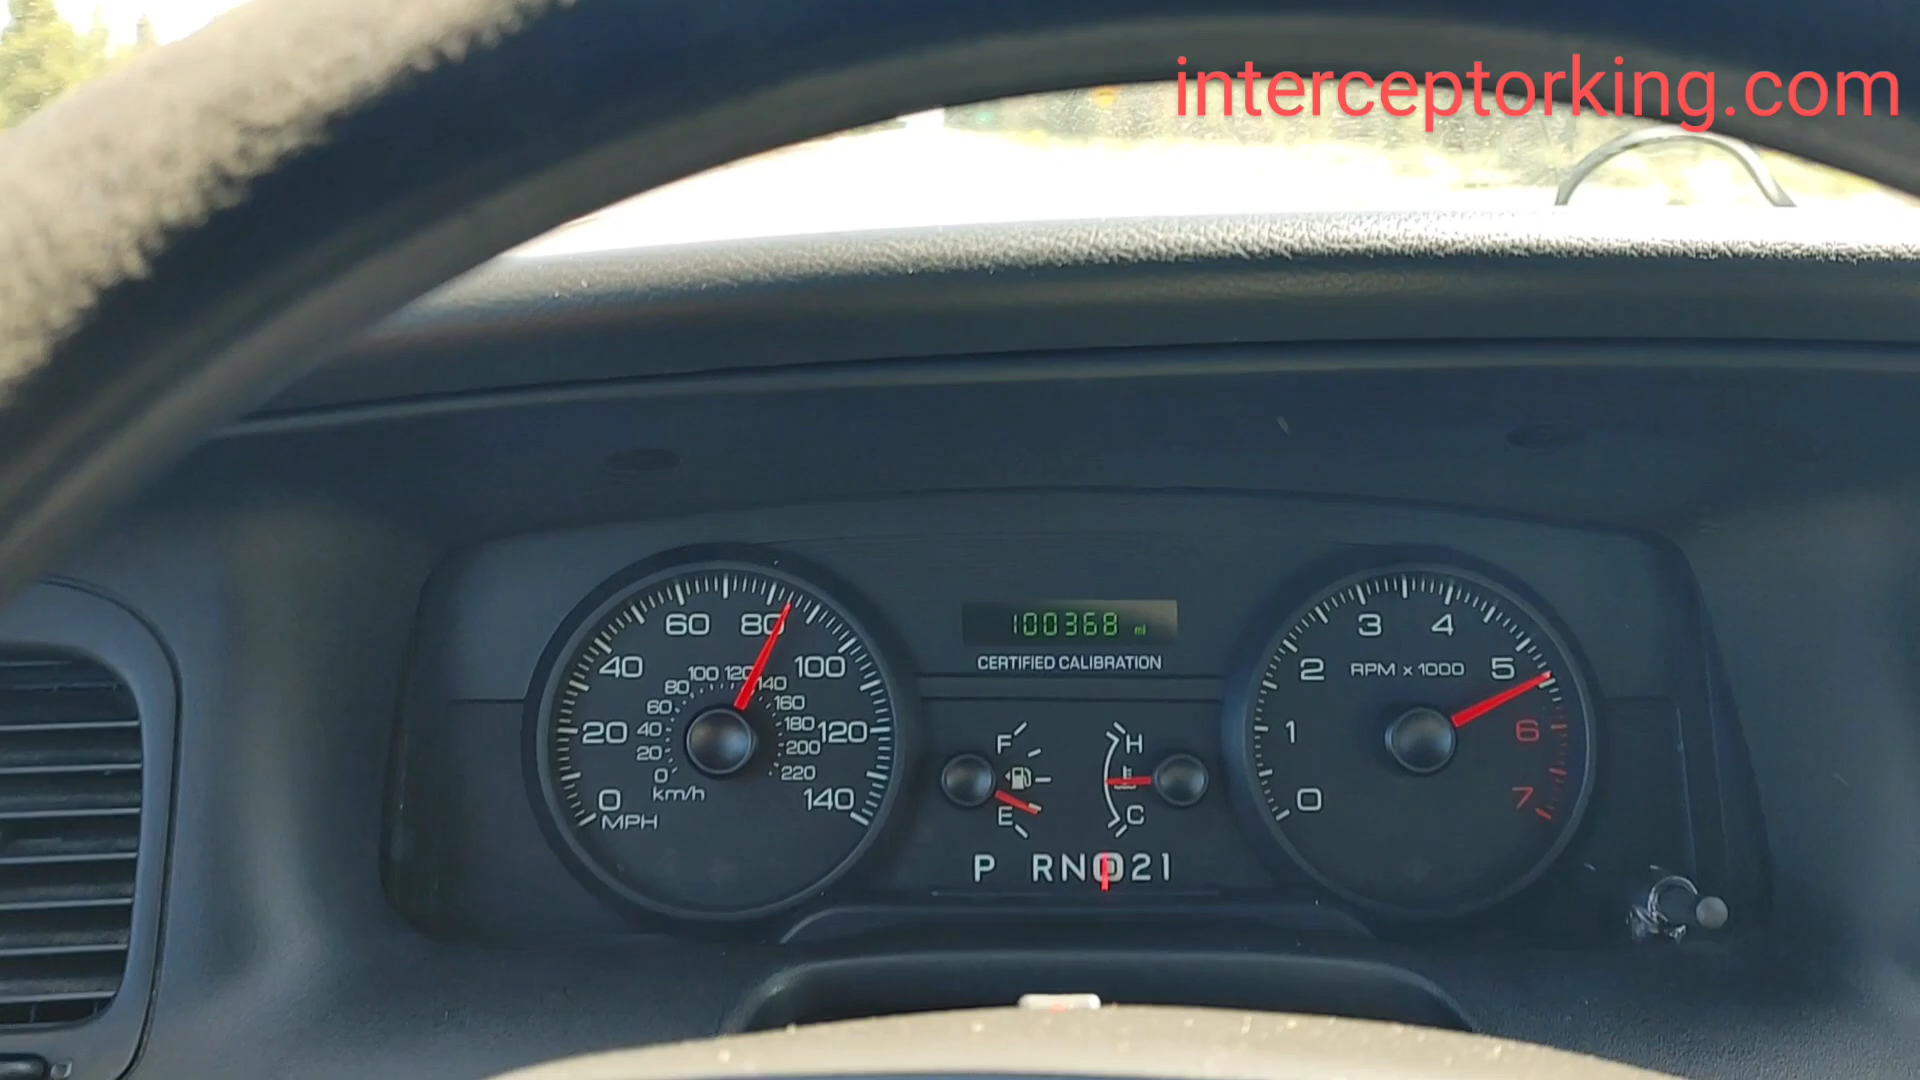 interceptorking.com
60 80
40 100
20 120
0 140
MPH
80 100 120 140
60 160
40 180
20 200
0 220
km/h
100368 mi
CERTIFIED CALIBRATION
F
E
H
C
P RND21
3 4
2 RPM x 1000 5
1 6
0 7